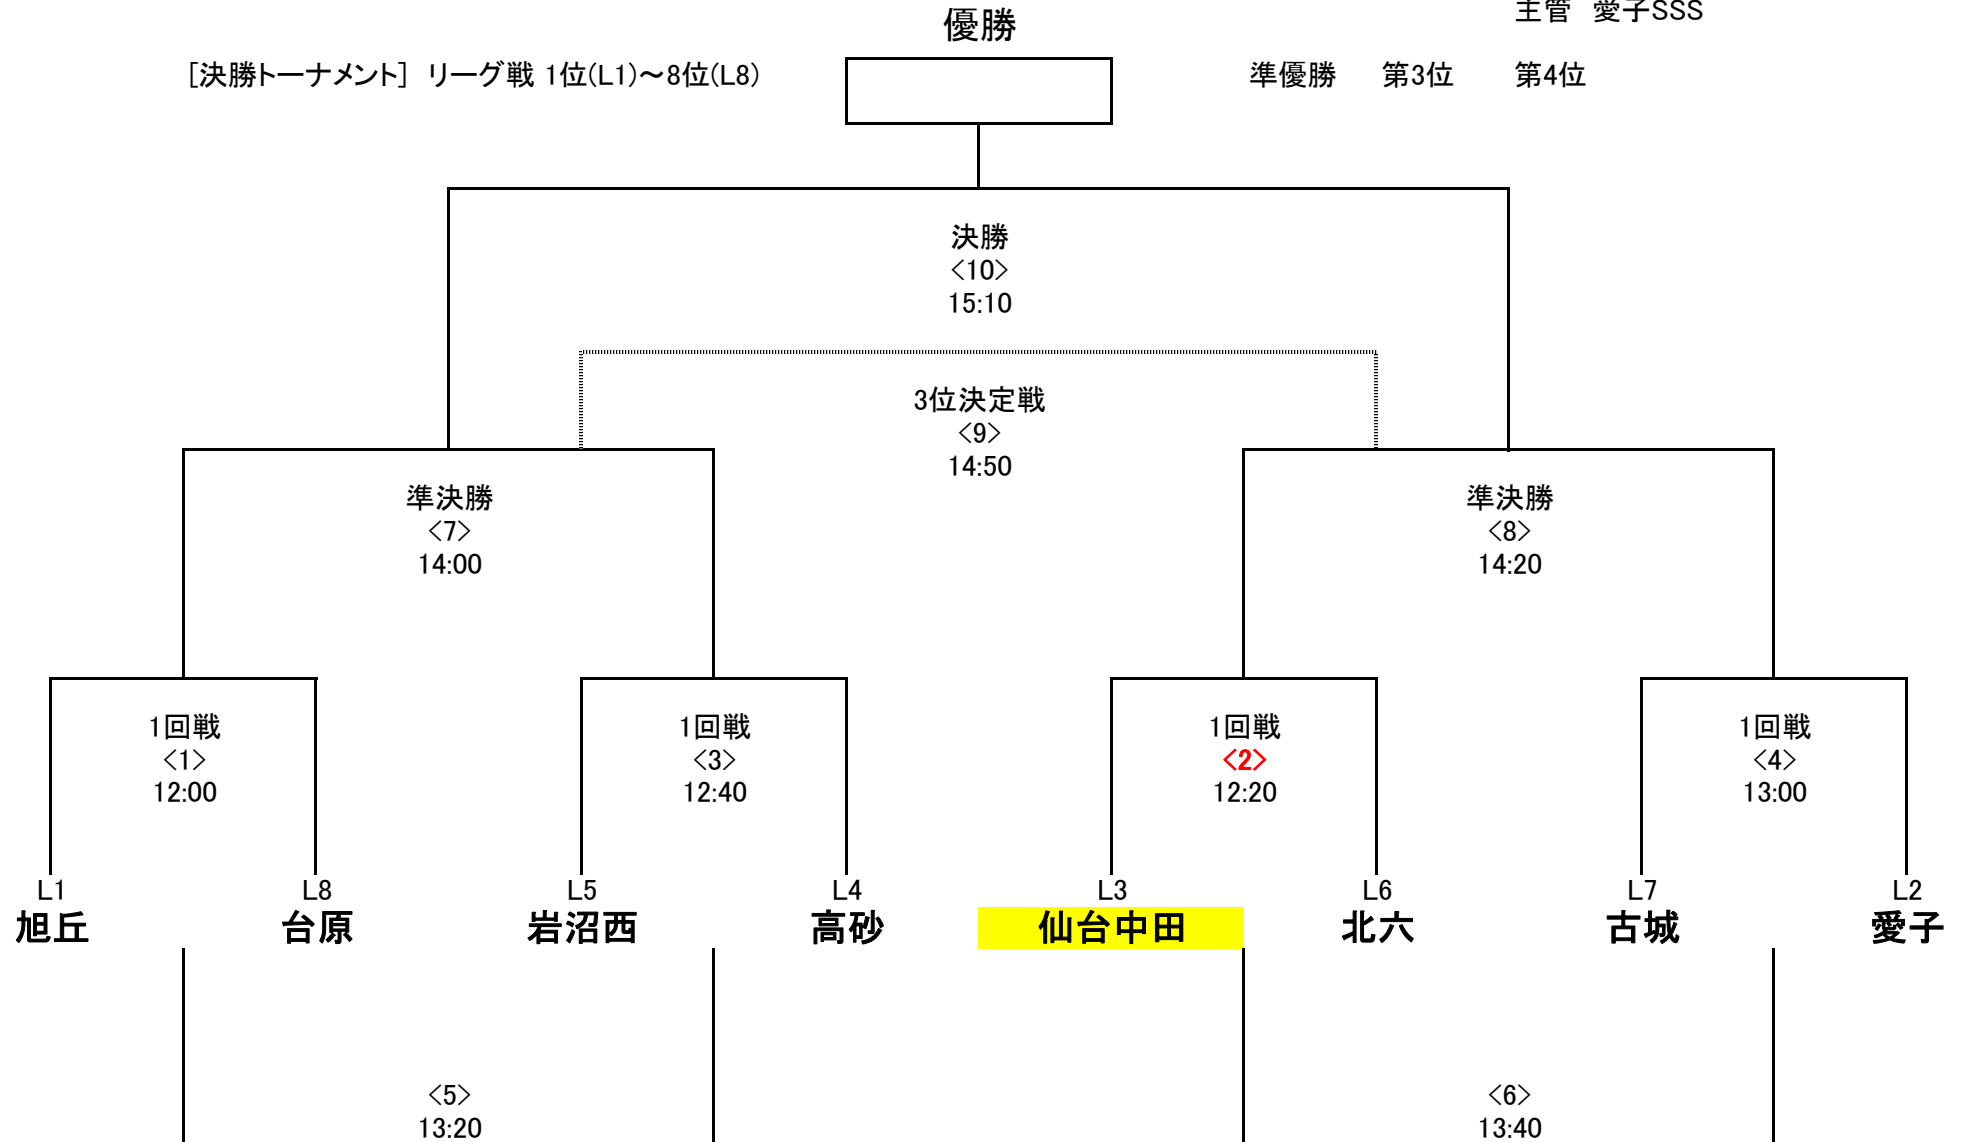 主管　愛子SSS
優勝
［決勝トーナメント］ リーグ戦 1位(L1)～8位(L8)
準優勝 第3位 第4位
決勝
<10>
15:10
3位決定戦
<9>
14:50
準決勝 準決勝
<7> <8>
14:00 14:20
1回戦 1回戦 1回戦 1回戦
<1> <3> <2> <4>
12:00 12:40 12:20 13:00
L1 L8 L5 L4 L3 L6 L7 L2
旭丘 台原 岩沼西 高砂 仙台中田 北六 古城 愛子
<5> <6>
13:20 13:40